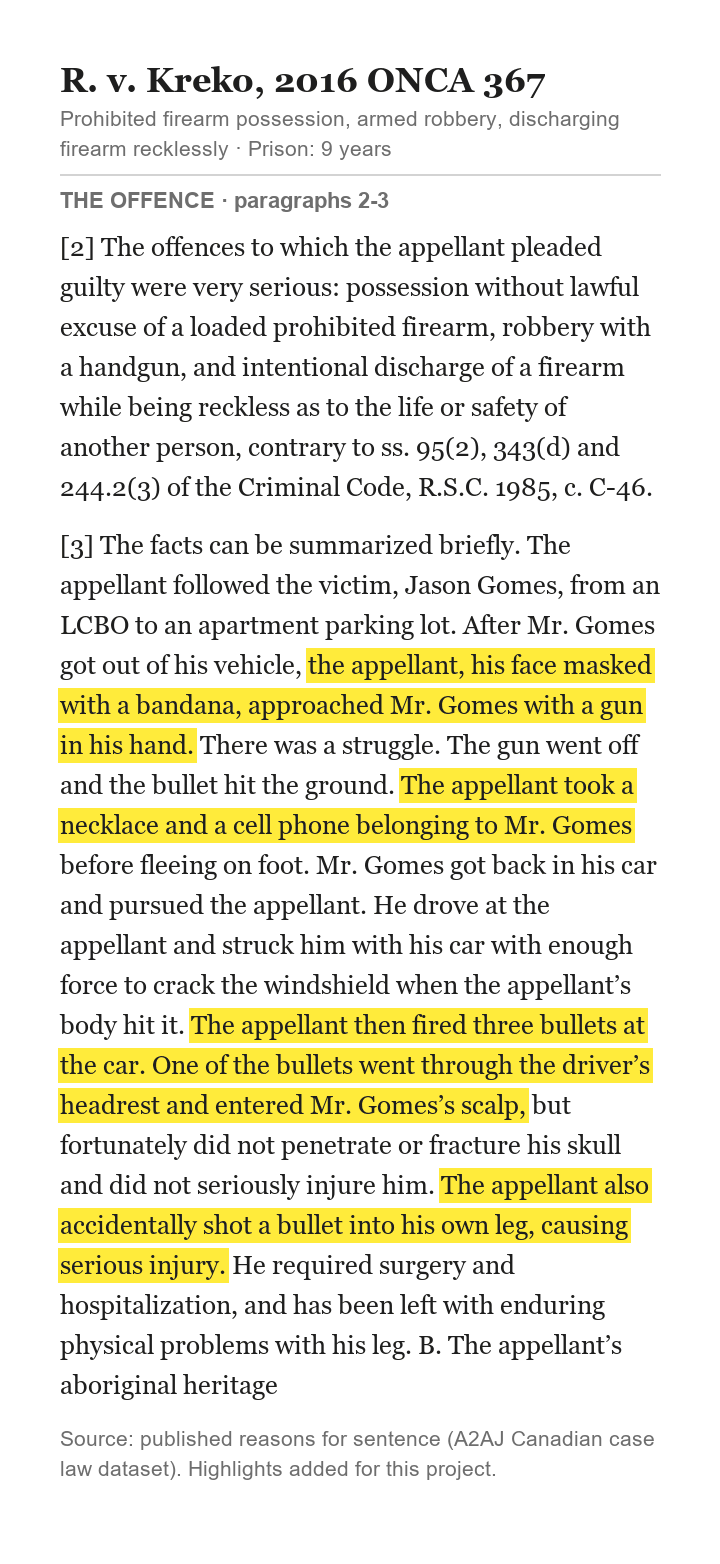 R. v. Kreko, 2016 ONCA 367
Prohibited firearm possession, armed robbery, discharging
firearm recklessly · Prison: 9 years
THE OFFENCE · paragraphs 2-3
[2] The offences to which the appellant pleaded
guilty were very serious: possession without lawful
excuse of a loaded prohibited firearm, robbery with
a handgun, and intentional discharge of a firearm
while being reckless as to the life or safety of
another person, contrary to ss. 95(2), 343(d) and
244.2(3) of the Criminal Code, R.S.C. 1985, c. C-46.
[3] The facts can be summarized briefly. The
appellant followed the victim, Jason Gomes, from an
LCBO to an apartment parking lot. After Mr. Gomes
got out of his vehicle, the appellant, his face masked
with a bandana, approached Mr. Gomes with a gun
in his hand. There was a struggle. The gun went off
and the bullet hit the ground. The appellant took a
necklace and a cell phone belonging to Mr. Gomes
before fleeing on foot. Mr. Gomes got back in his car
and pursued the appellant. He drove at the
appellant and struck him with his car with enough
force to crack the windshield when the appellant’s
body hit it. The appellant then fired three bullets at
the car. One of the bullets went through the driver’s
headrest and entered Mr. Gomes’s scalp, but
fortunately did not penetrate or fracture his skull
and did not seriously injure him. The appellant also
accidentally shot a bullet into his own leg, causing
serious injury. He required surgery and
hospitalization, and has been left with enduring
physical problems with his leg. B. The appellant’s
aboriginal heritage
Source: published reasons for sentence (A2AJ Canadian case
law dataset). Highlights added for this project.